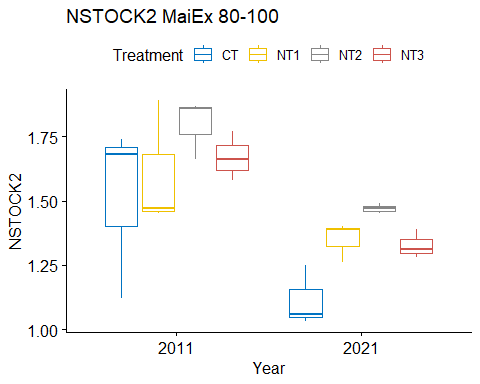 NSTOCK2 MaiEx 80-100
Treatment CT NT1 NT2 NT3
1.75
1.50
1.25
1.00
NSTOCK2
2011 2021
Year